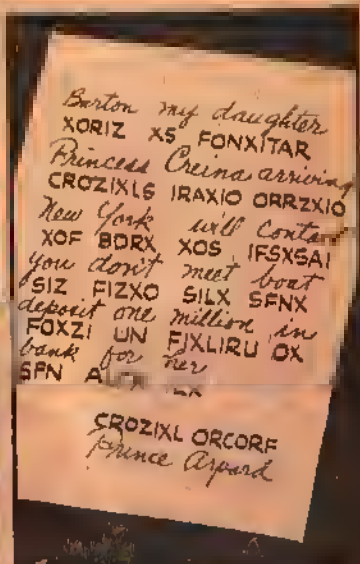 Barton my daughter
XORIZ XS FONXITAR
Princess Creina arriving
CROZIXLS IRAXIO ORRZXIO
New York will contact
XOF BDRX XOS IFSXSAI
you don't meet boat
SIZ FIZXO SILX SFNX
deposit one million in
FOXZI UN FJXLIRU OX
bank for her
SFN
CROZIXL ORCORF
Prince Arpard